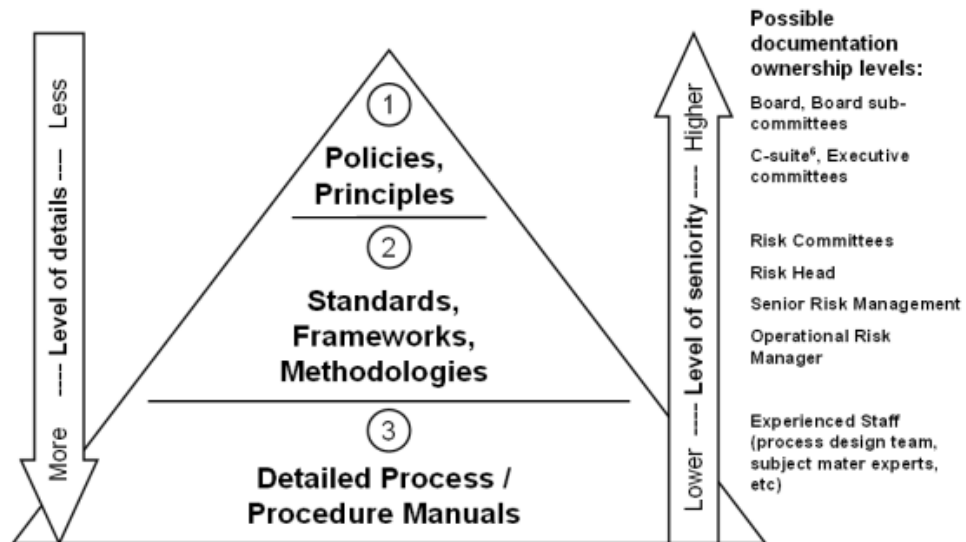 Less
---- Level of details ----
More
1
Policies,
Principles
2
Standards,
Frameworks,
Methodologies
3
Detailed Process /
Procedure Manuals
Higher
---- Level of seniority ----
Lower
Possible
documentation
ownership levels:
Board, Board sub-
committees
C-suite⁶, Executive
committees
Risk Committees
Risk Head
Senior Risk Management
Operational Risk
Manager
Experienced Staff
(process design team,
subject mater experts,
etc)